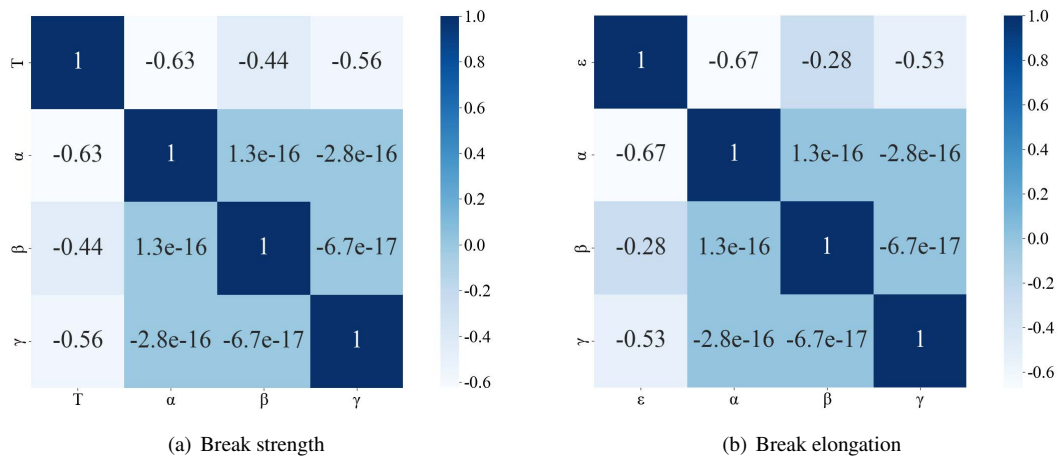 T 1 -0.63 -0.44 -0.56
α -0.63 1 1.3e-16 -2.8e-16
β -0.44 1.3e-16 1 -6.7e-17
γ -0.56 -2.8e-16 -6.7e-17 1
T α β γ
1.0
0.8
0.6
0.4
0.2
0.0
-0.2
-0.4
-0.6
(a) Break strength
ε 1 -0.67 -0.28 -0.53
α -0.67 1 1.3e-16 -2.8e-16
β -0.28 1.3e-16 1 -6.7e-17
γ -0.53 -2.8e-16 -6.7e-17 1
ε α β γ
1.0
0.8
0.6
0.4
0.2
0.0
-0.2
-0.4
-0.6
(b) Break elongation